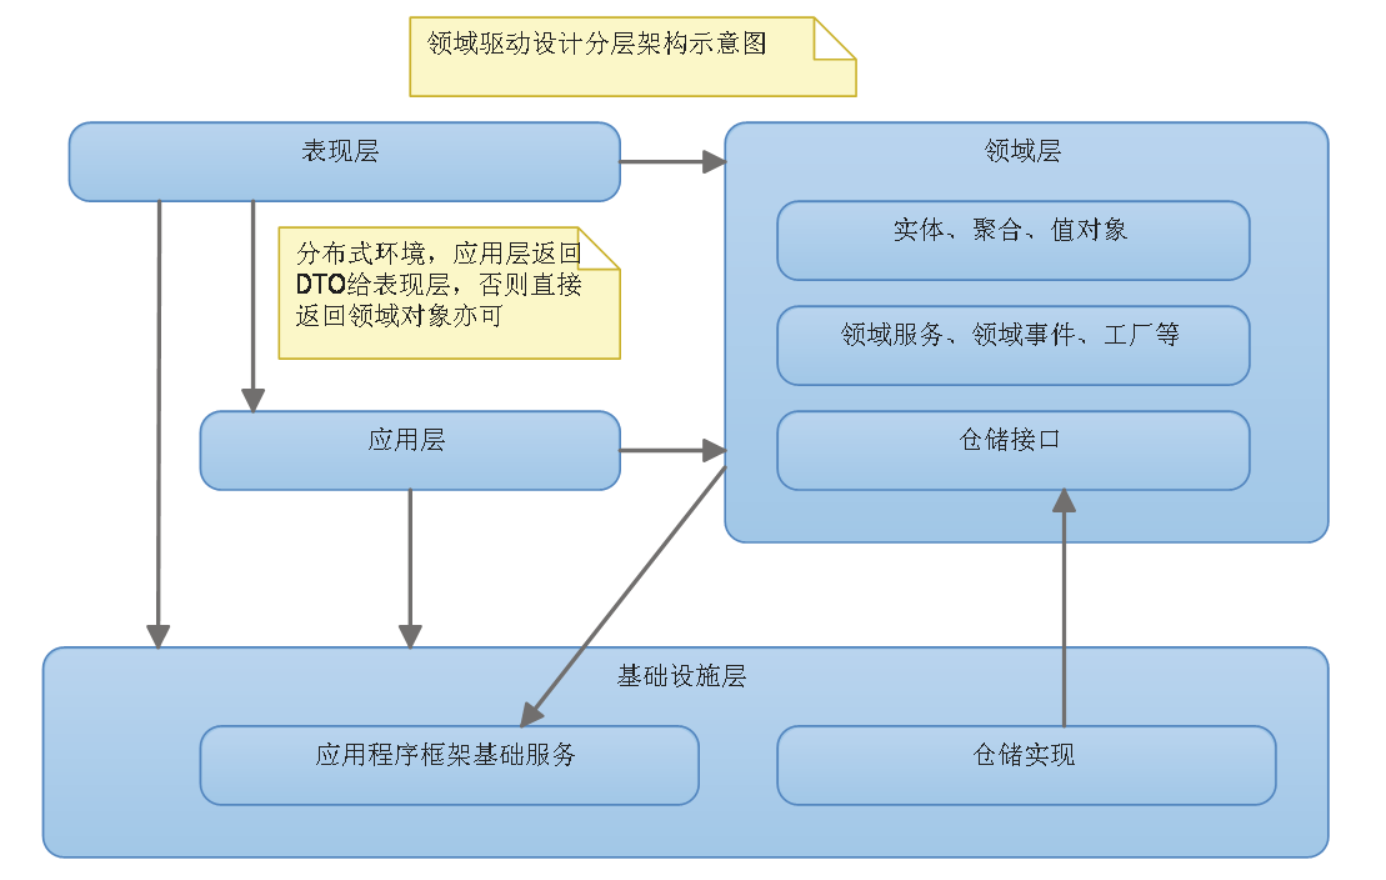 领域驱动设计分层架构示意图
表现层
领域层
实体、聚合、值对象
分布式环境，应用层返回
DTO给表现层，否则直接
返回领域对象亦可
领域服务、领域事件、工厂等
应用层
仓储接口
基础设施层
应用程序框架基础服务
仓储实现